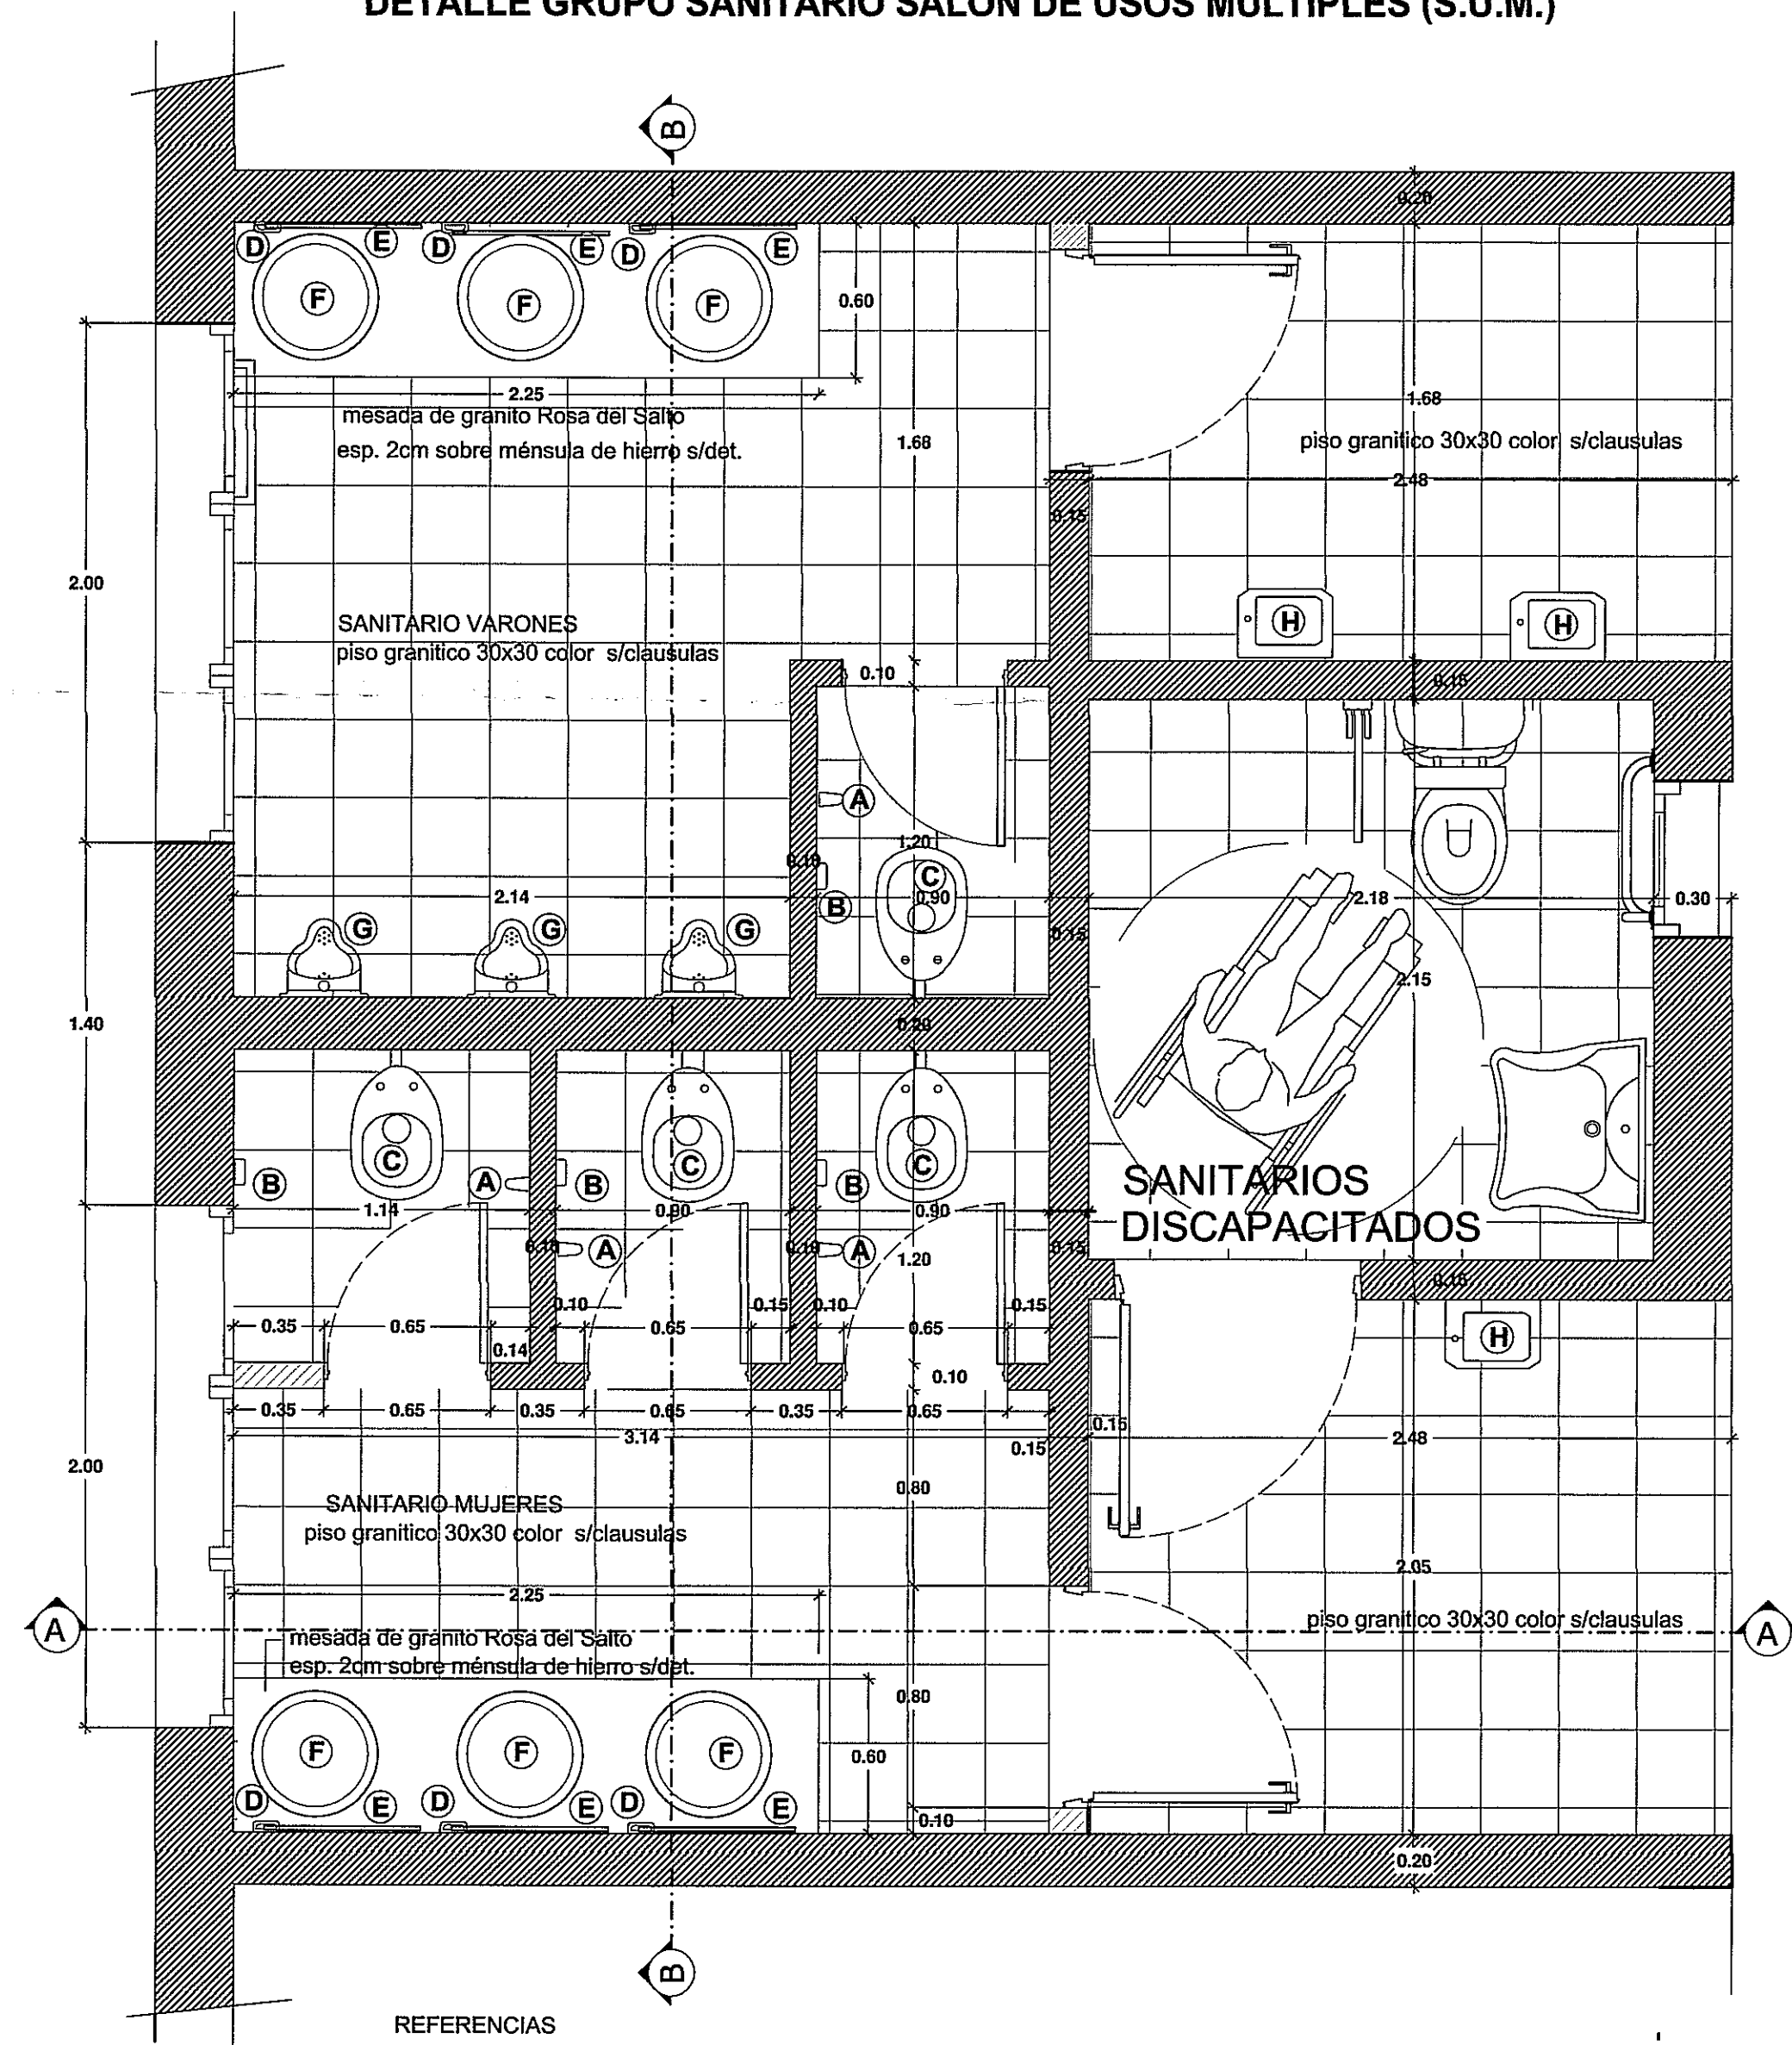 DETALLE GRUPO SANITARIO SALON DE USOS MULTIPLES (S.U.M.)
B
0.20
D E D E D E
F F F
0.60
2.25
mesada de granito Rosa del Salto
esp. 2cm sobre ménsula de hierro s/det.
1.68
1.68
piso granitico 30x30 color s/clausulas
2.48
0.15
2.00
SANITARIO VARONES
piso granitico 30x30 color s/clausulas
H H
0.10
0.15
A
1.20
0.10
C
2.14
B
0.90
2.18
0.30
G G G
0.15
2.15
1.40
0.20
C C C
B A B B
SANITARIOS
DISCAPACITADOS
1.14
0.90
0.90
0.10
A
0.10
A
1.20
0.15
0.15
0.10
0.15
0.10
0.15
0.35
0.65
0.65
0.65
0.14
H
0.10
0.35
0.65
0.35
0.65
0.35
0.65
0.15
3.14
0.15
2.48
2.00
0.80
SANITARIO MUJERES
piso granitico 30x30 color s/clausulas
2.05
2.25
A
mesada de granito Rosa del Salto
esp. 2cm sobre ménsula de hierro s/det.
piso granitico 30x30 color s/clausulas
A
0.80
F F F
0.60
D E D E D E
0.10
0.20
B
REFERENCIAS